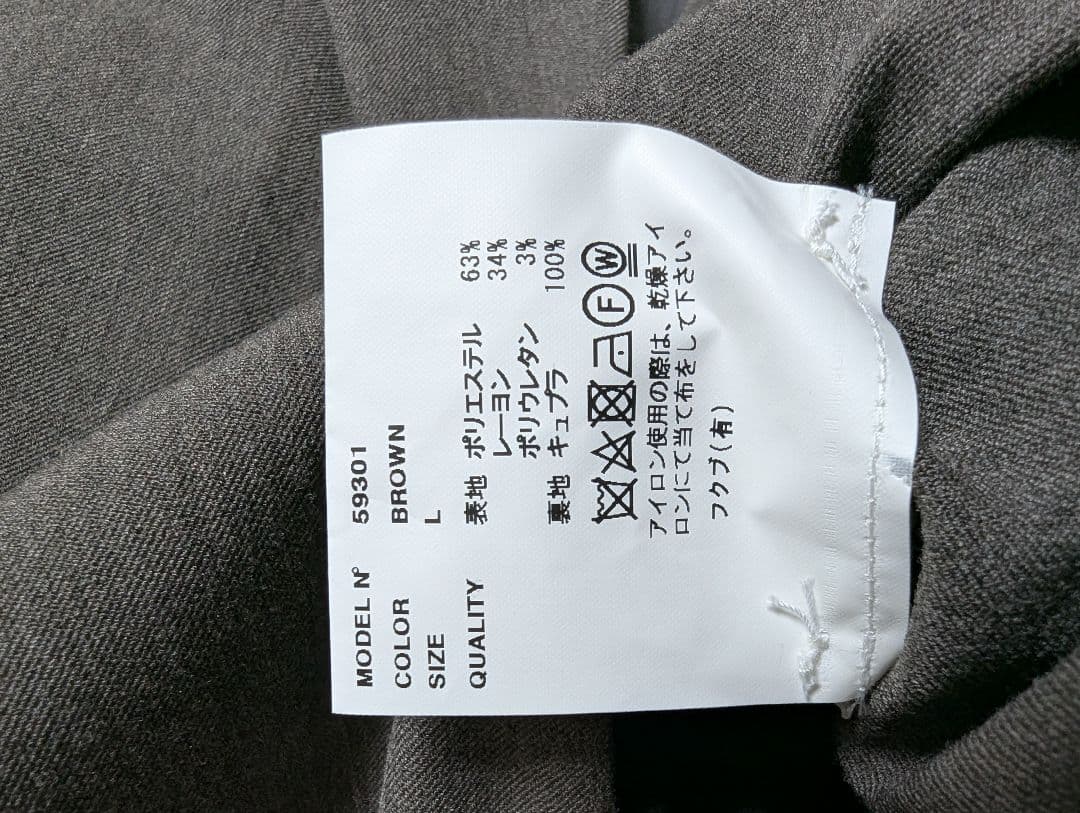 MODEL Nº 59301
COLOR BROWN
SIZE L
QUALITY 表地 ポリエステル 63%
レーヨン 34%
ポリウレタン 3%
裏地 キュプラ 100%
F W
アイロン使用の際は、乾燥アイ
ロンにて当て布をして下さい。
フクブ(有)